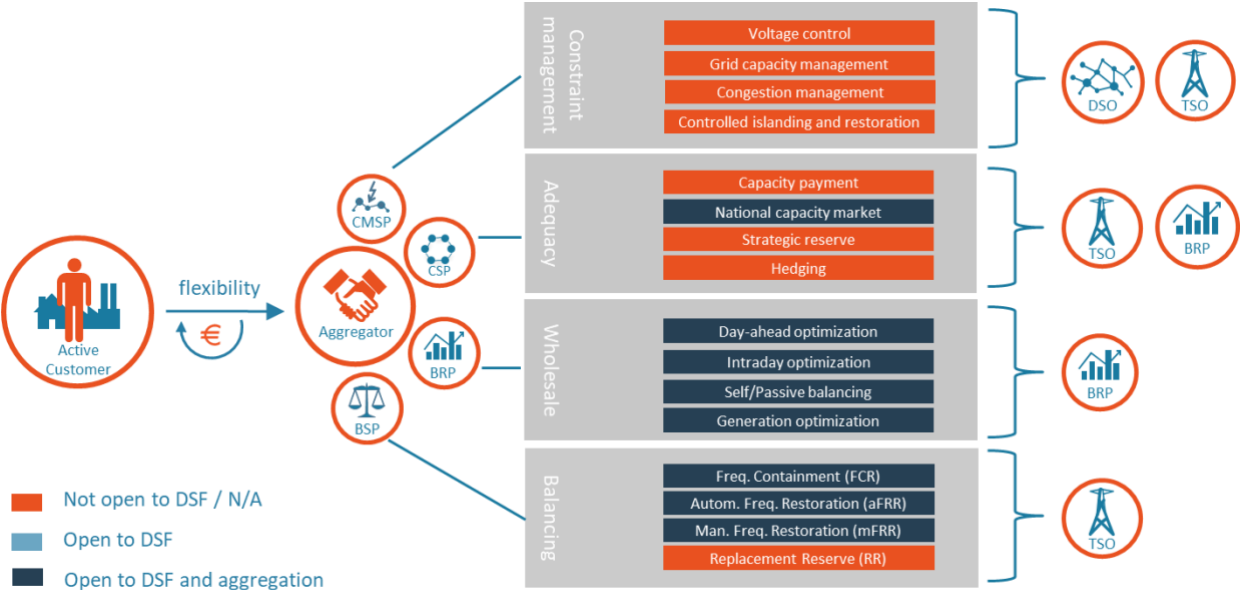 Constraint
management
Voltage control
Grid capacity management
Congestion management
Controlled islanding and restoration
DSO
TSO
CMSP
CSP
Adequacy
Capacity payment
National capacity market
Strategic reserve
Hedging
TSO
BRP
Active
Customer
flexibility
€
Aggregator
BRP
BSP
Wholesale
Day-ahead optimization
Intraday optimization
Self/Passive balancing
Generation optimization
BRP
Balancing
Freq. Containment (FCR)
Autom. Freq. Restoration (aFRR)
Man. Freq. Restoration (mFRR)
Replacement Reserve (RR)
TSO
Not open to DSF / N/A
Open to DSF
Open to DSF and aggregation